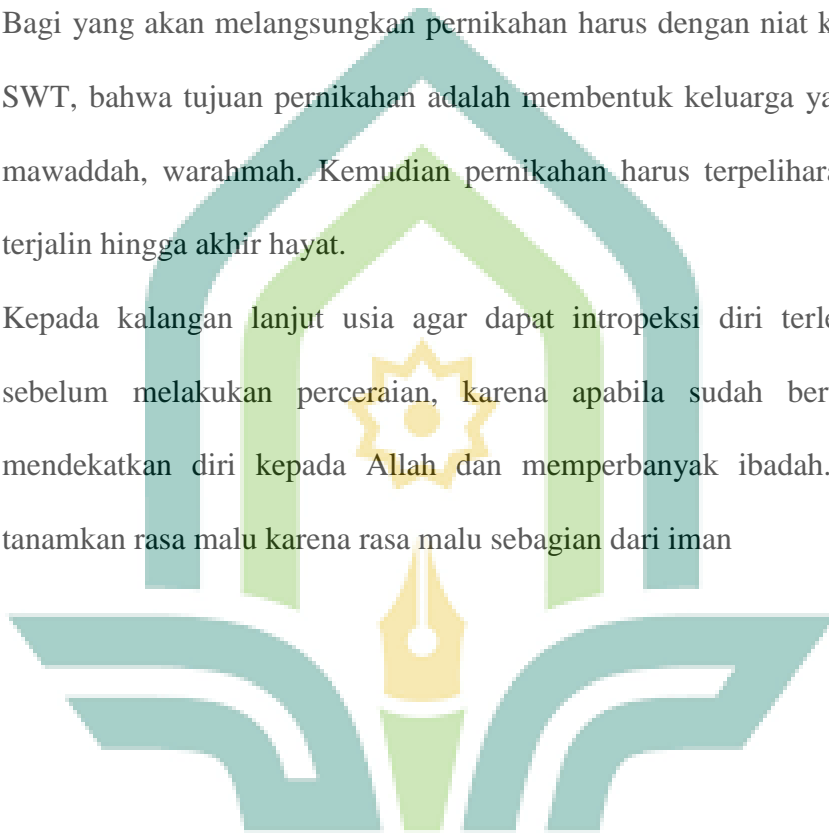 Bagi yang akan melangsungkan pernikahan harus dengan niat k
SWT, bahwa tujuan pernikahan adalah membentuk keluarga ya
mawaddah, warahmah. Kemudian pernikahan harus terpelihara
terjalin hingga akhir hayat.
Kepada kalangan lanjut usia agar dapat intropeksi diri terle
sebelum melakukan perceraian, karena apabila sudah ber
mendekatkan diri kepada Allah dan memperbanyak ibadah.
tanamkan rasa malu karena rasa malu sebagian dari iman